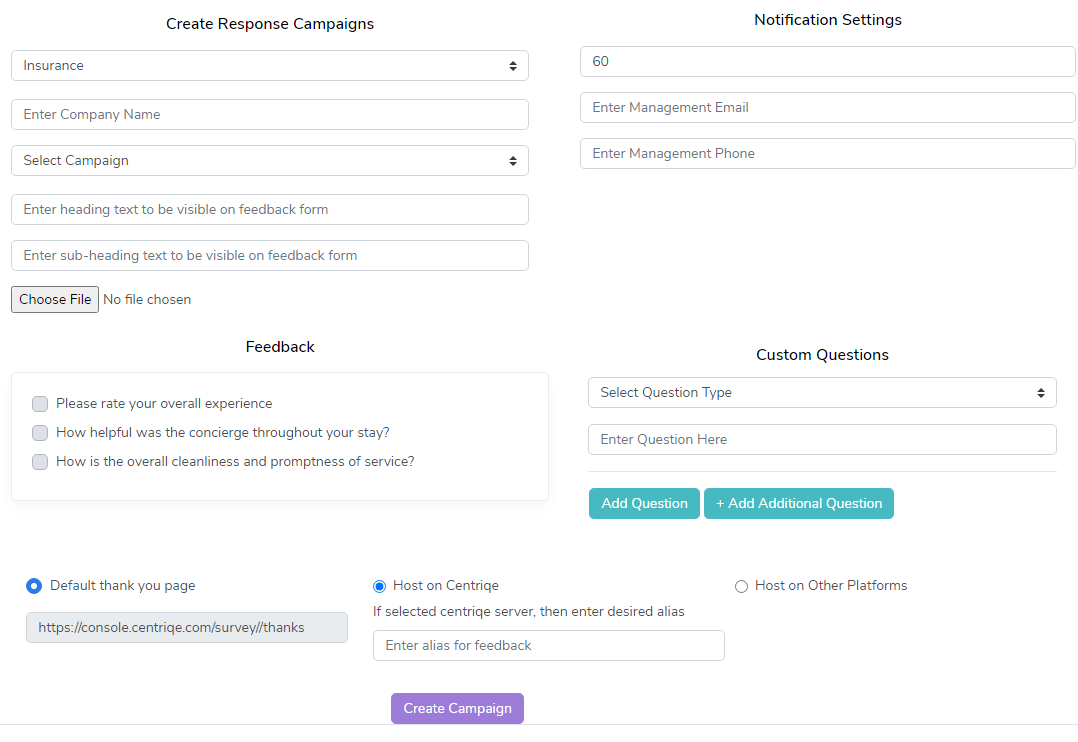 Create Response Campaigns
Insurance
Enter Company Name
Select Campaign
Enter heading text to be visible on feedback form
Enter sub-heading text to be visible on feedback form
Choose File No file chosen
Notification Settings
60
Enter Management Email
Enter Management Phone
Feedback
Please rate your overall experience
How helpful was the concierge throughout your stay?
How is the overall cleanliness and promptness of service?
Custom Questions
Select Question Type
Enter Question Here
Add Question + Add Additional Question
Default thank you page
https://console.centriqe.com/survey//thanks
Host on Centriqe
If selected centriqe server, then enter desired alias
Enter alias for feedback
Host on Other Platforms
Create Campaign